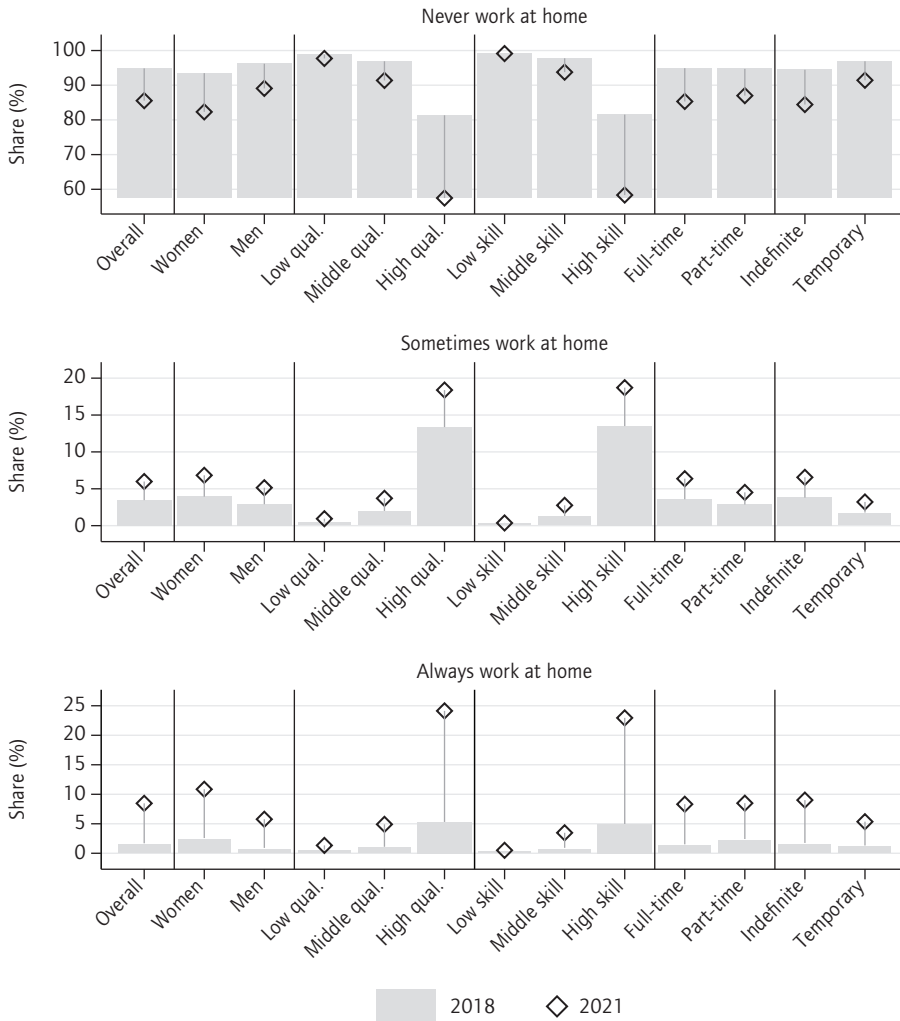 Never work at home
Share (%)
100
90
80
70
60
Overall
Women
Men
Low qual.
Middle qual.
High qual.
Low skill
Middle skill
High skill
Full-time
Part-time
Indefinite
Temporary
Sometimes work at home
Share (%)
20
15
10
5
0
Overall
Women
Men
Low qual.
Middle qual.
High qual.
Low skill
Middle skill
High skill
Full-time
Part-time
Indefinite
Temporary
Always work at home
Share (%)
25
20
15
10
5
0
Overall
Women
Men
Low qual.
Middle qual.
High qual.
Low skill
Middle skill
High skill
Full-time
Part-time
Indefinite
Temporary
2018 2021